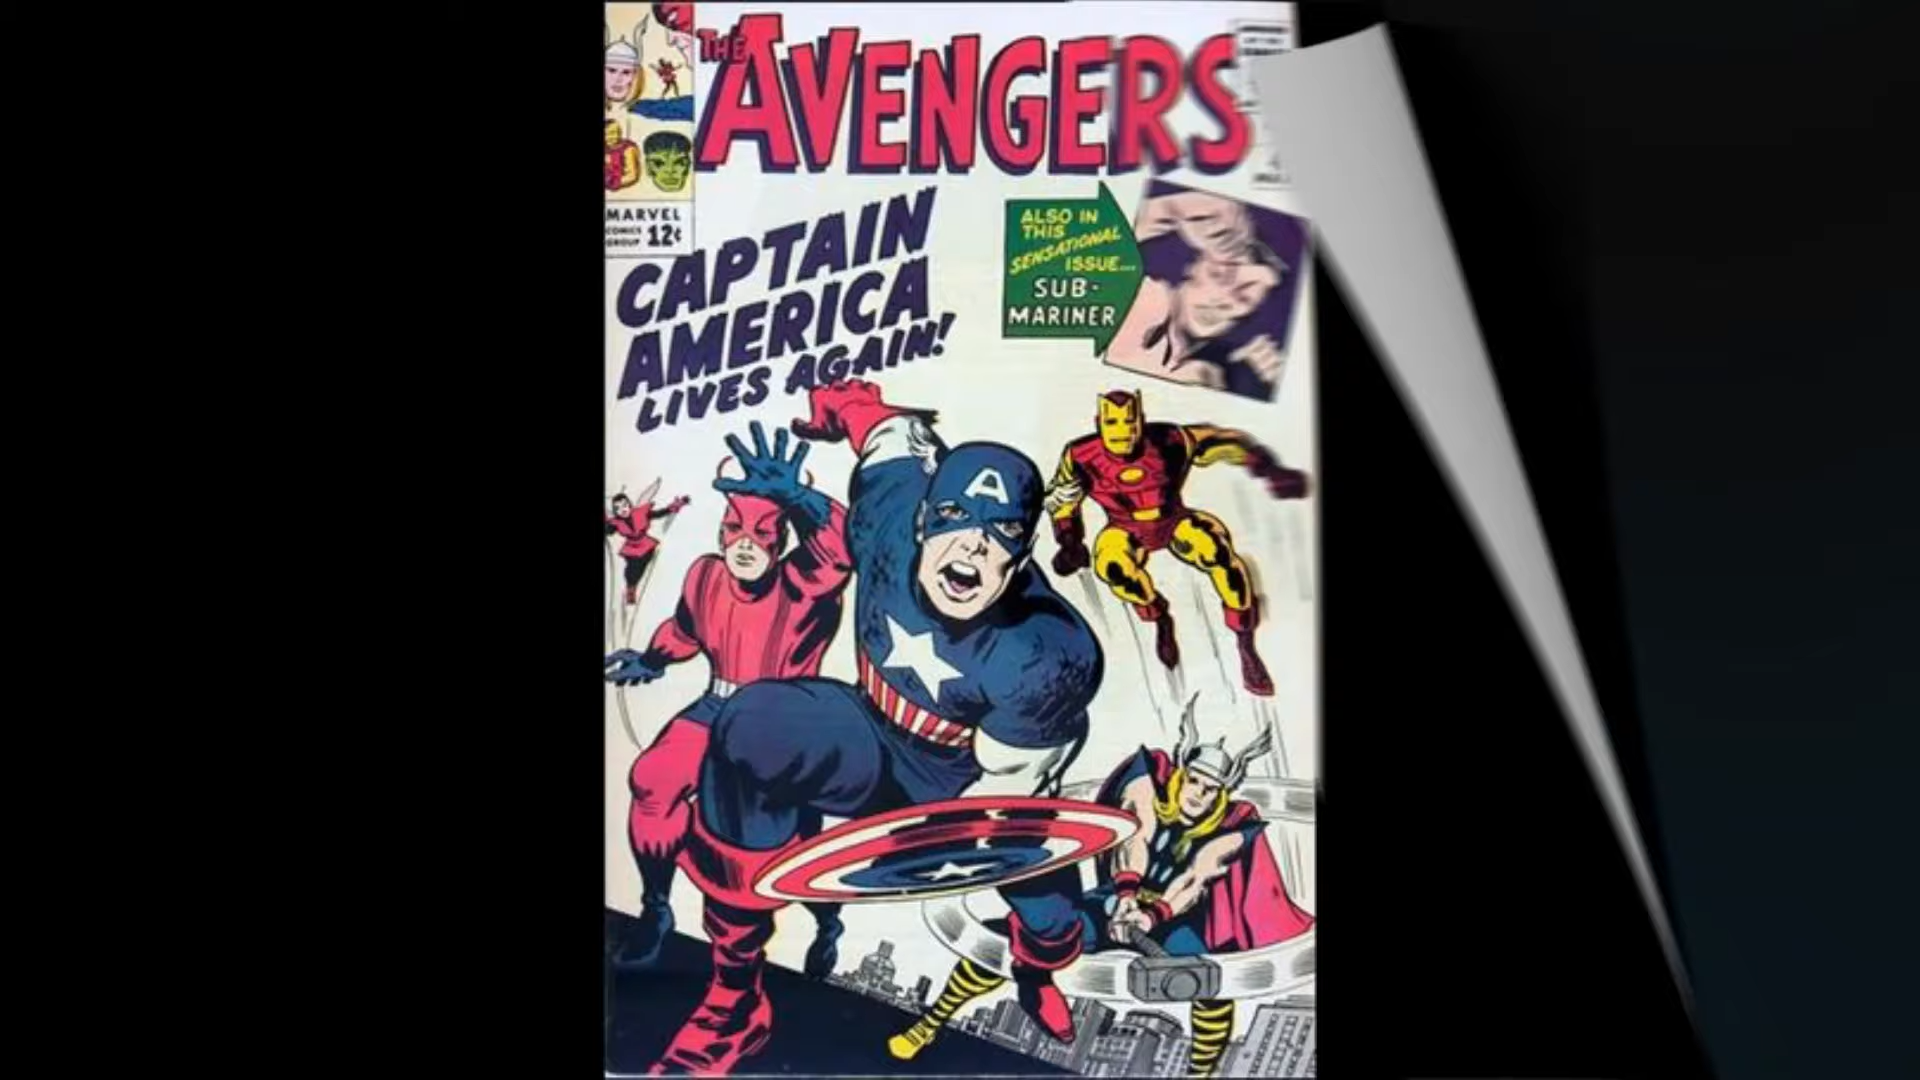 THE
AVENGERS
MARVEL
COMICS
GROUP
12¢
CAPTAIN
AMERICA
LIVES AGAIN!
ALSO IN
THIS
SENSATIONAL
ISSUE...
SUB-
MARINER
A